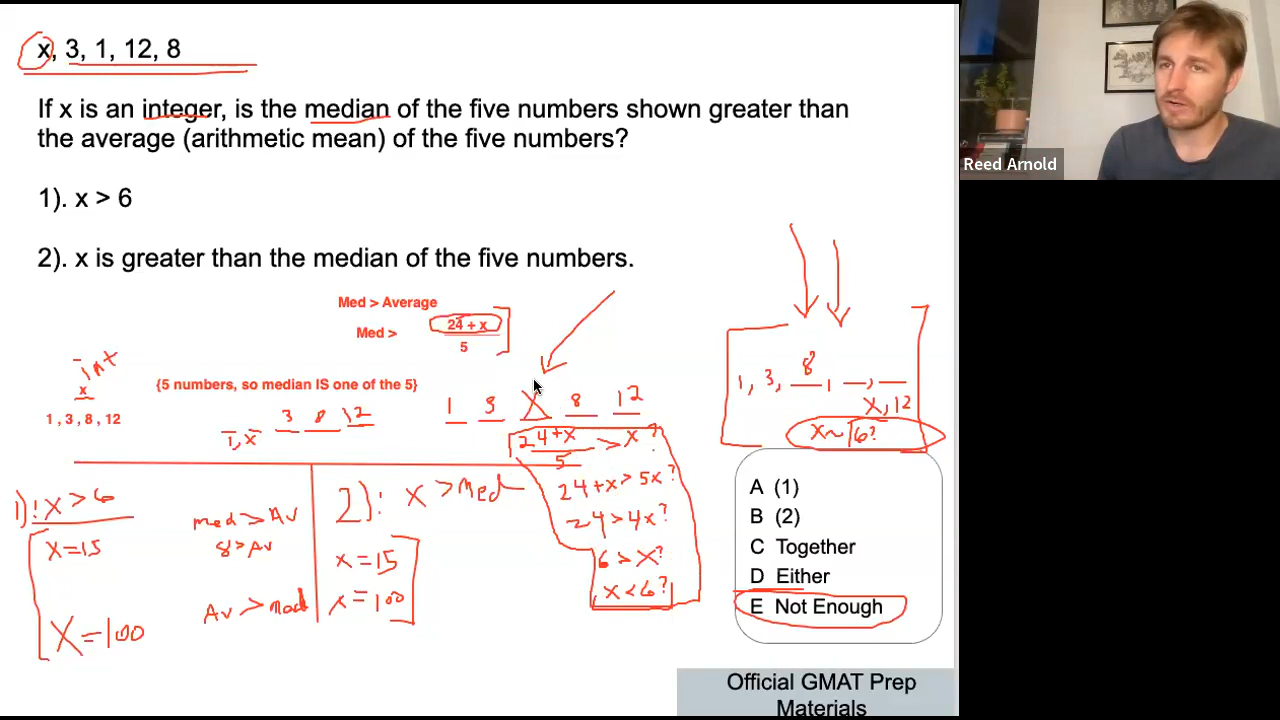 x, 3, 1, 12, 8
If x is an integer, is the median of the five numbers shown greater than
the average (arithmetic mean) of the five numbers?
1). x > 6
2). x is greater than the median of the five numbers.
Reed Arnold
Med > Average
Med > 24 + x
5
int
x
1 , 3 , 8 , 12
{5 numbers, so median IS one of the 5}
1, x 3 8 12
1 3 X 8 12
24+x > x?
5
24+x > 5x?
24 > 4x?
6 > x?
x < 6?
1, 3, 8, __, __
x, 12
x~16?
1): x > 6
x=15
med > Av
8 > Av
Av > Med
X=100
2): x > Med
x=15
x=100
A (1)
B (2)
C Together
D Either
E Not Enough
Official GMAT Prep
Materials